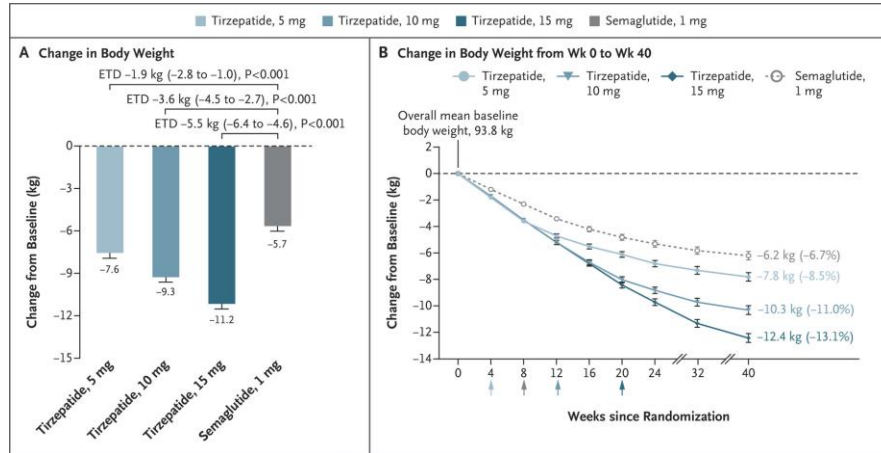 Tirzepatide, 5 mg
Tirzepatide, 10 mg
Tirzepatide, 15 mg
Semaglutide, 1 mg
A Change in Body Weight
ETD –1.9 kg (–2.8 to –1.0), P<0.001
ETD –3.6 kg (–4.5 to –2.7), P<0.001
ETD –5.5 kg (–6.4 to –4.6), P<0.001
Change from Baseline (kg)
0
–3
–6
–9
–12
–15
–7.6
–9.3
–11.2
–5.7
Tirzepatide, 5 mg
Tirzepatide, 10 mg
Tirzepatide, 15 mg
Semaglutide, 1 mg
B Change in Body Weight from Wk 0 to Wk 40
Tirzepatide,
5 mg
Tirzepatide,
10 mg
Tirzepatide,
15 mg
Semaglutide,
1 mg
Overall mean baseline
body weight, 93.8 kg
Change from Baseline (kg)
2
0
–2
–4
–6
–8
–10
–12
–14
–6.2 kg (–6.7%)
–7.8 kg (–8.5%)
–10.3 kg (–11.0%)
–12.4 kg (–13.1%)
0 4 8 12 16 20 24 32 40
Weeks since Randomization